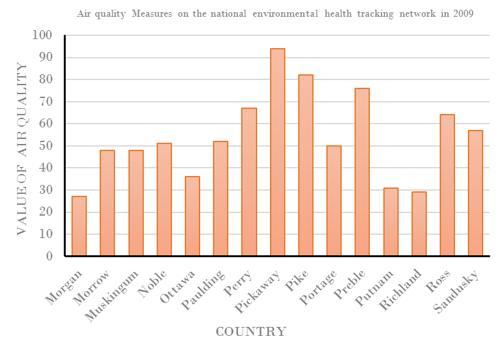 Air quality Measures on the national environmental health tracking network in 2009
VALUE OF AIR QUALITY
100
90
80
70
60
50
40
30
20
10
0
Morgan
Morrow
Muskingum
Noble
Ottawa
Paulding
Perry
Pickaway
Pike
Portage
Preble
Putnam
Richland
Ross
Sandusky
COUNTRY